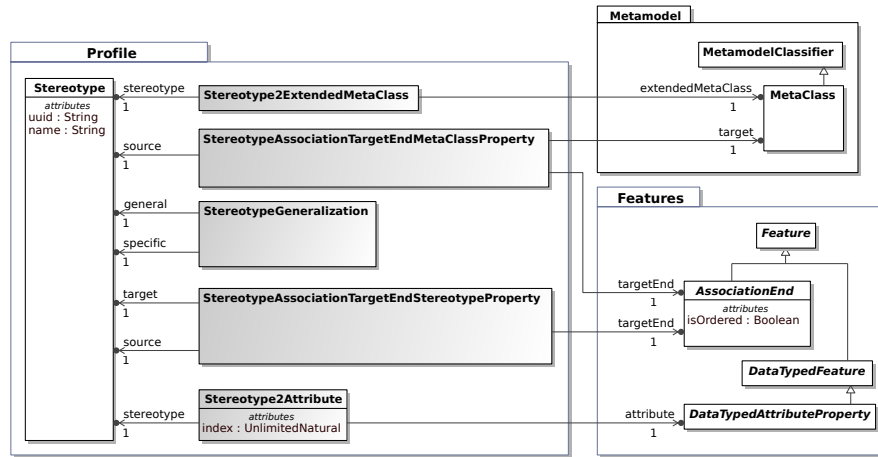 Metamodel
MetamodelClassifier
MetaClass
extendedMetaClass
1
target
1
Profile
Stereotype
attributes
uuid : String
name : String
stereotype
1
Stereotype2ExtendedMetaClass
source
1
StereotypeAssociationTargetEndMetaClassProperty
general
1
specific
1
StereotypeGeneralization
target
1
source
1
StereotypeAssociationTargetEndStereotypeProperty
stereotype
1
Stereotype2Attribute
attributes
index : UnlimitedNatural
Features
Feature
targetEnd
1
targetEnd
1
AssociationEnd
attributes
isOrdered : Boolean
DataTypedFeature
attribute
1
DataTypedAttributeProperty